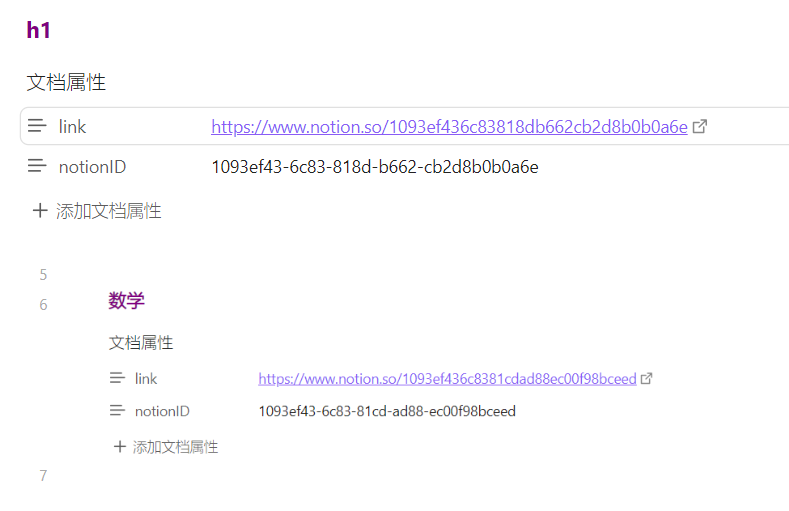 h1
文档属性
link https://www.notion.so/1093ef436c83818db662cb2d8b0b0a6e
notionID 1093ef43-6c83-818d-b662-cb2d8b0b0a6e
添加文档属性
5
6 数学
文档属性
link https://www.notion.so/1093ef436c8381cdad88ec00f98bceed
notionID 1093ef43-6c83-81cd-ad88-ec00f98bceed
添加文档属性
7